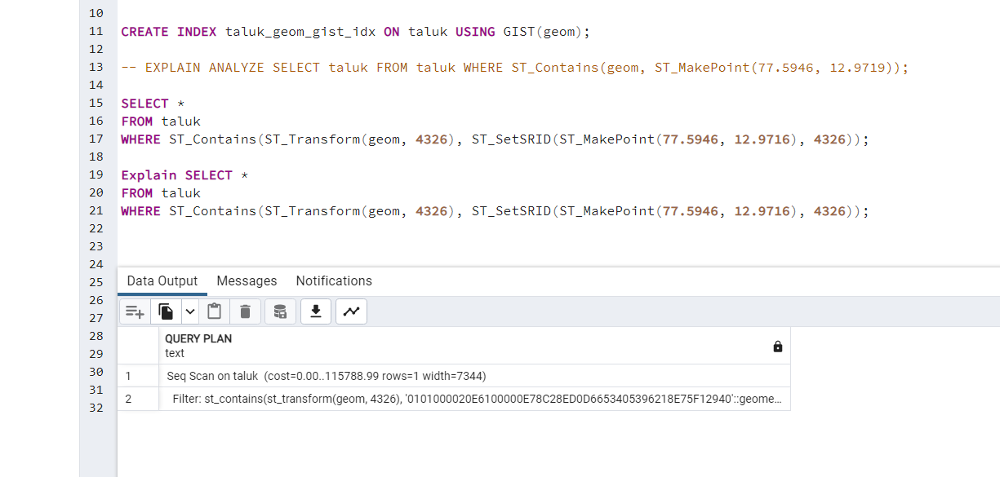 10
11 CREATE INDEX taluk_geom_gist_idx ON taluk USING GIST(geom);
12
13 -- EXPLAIN ANALYZE SELECT taluk FROM taluk WHERE ST_Contains(geom, ST_MakePoint(77.5946, 12.9719));
14
15 SELECT *
16 FROM taluk
17 WHERE ST_Contains(ST_Transform(geom, 4326), ST_SetSRID(ST_MakePoint(77.5946, 12.9716), 4326));
18
19 Explain SELECT *
20 FROM taluk
21 WHERE ST_Contains(ST_Transform(geom, 4326), ST_SetSRID(ST_MakePoint(77.5946, 12.9716), 4326));
22
23
24
25
26
27
28
29
30
31
32
Data Output Messages Notifications
QUERY PLAN
text
1 Seq Scan on taluk (cost=0.00..115788.99 rows=1 width=7344)
2 Filter: st_contains(st_transform(geom, 4326), '0101000020E6100000E78C28ED0D6653405396218E75F12940'::geome...